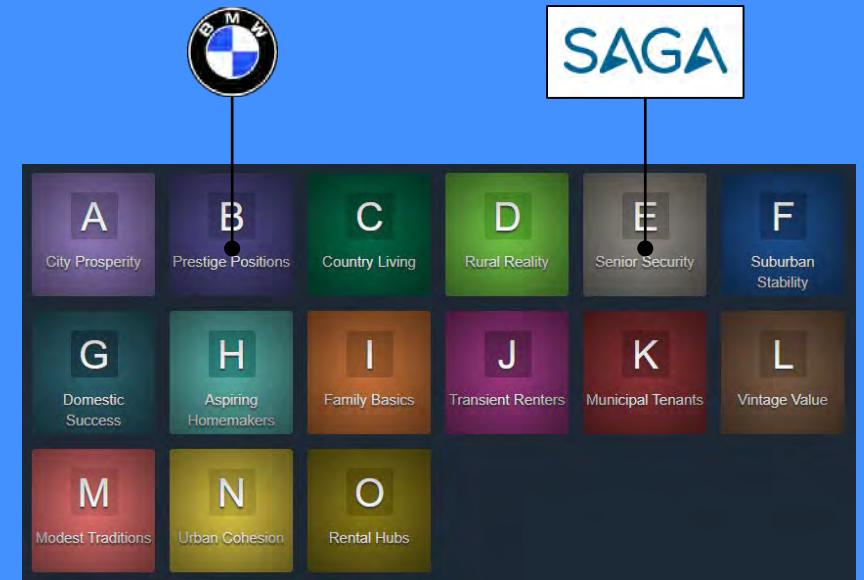 BMW
SAGA
A
City Prosperity
B
Prestige Positions
C
Country Living
D
Rural Reality
E
Senior Security
F
Suburban
Stability
G
Domestic
Success
H
Aspiring
Homemakers
I
Family Basics
J
Transient Renters
K
Municipal Tenants
L
Vintage Value
M
Modest Traditions
N
Urban Cohesion
O
Rental Hubs